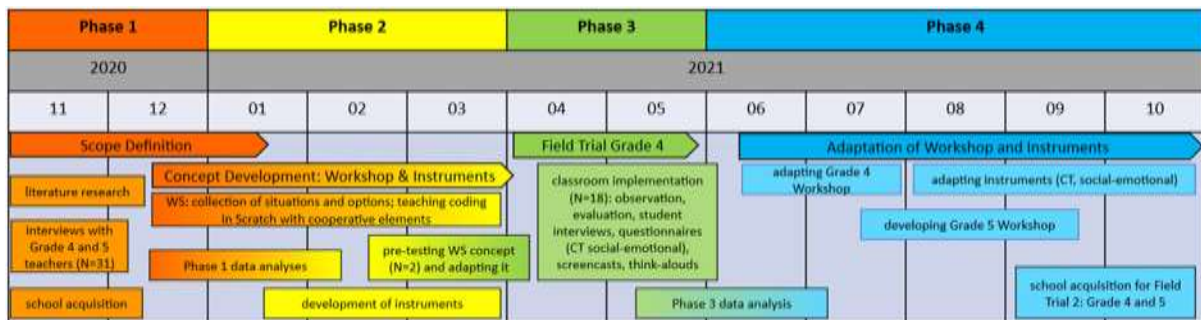 Phase 1 Phase 2 Phase 3 Phase 4
2020 2021
11 12 01 02 03 04 05 06 07 08 09 10
Scope Definition
Field Trial Grade 4
Adaptation of Workshop and Instruments
literature research
Concept Development: Workshop & Instruments
WS: collection of situations and options; teaching coding
in Scratch with cooperative elements
interviews with
Grade 4 and 5
teachers (N=31)
Phase 1 data analyses
pre-testing WS concept
(N=2) and adapting it
school acquisition
development of instruments
classroom implementation
(N=18): observation,
evaluation, student
interviews, questionnaires
(CT social-emotional),
screencasts, think-alouds
Phase 3 data analysis
adapting Grade 4
Workshop
adapting Instruments (CT, social-emotional)
developing Grade 5 Workshop
school acquisition for Field
Trial 2: Grade 4 and 5